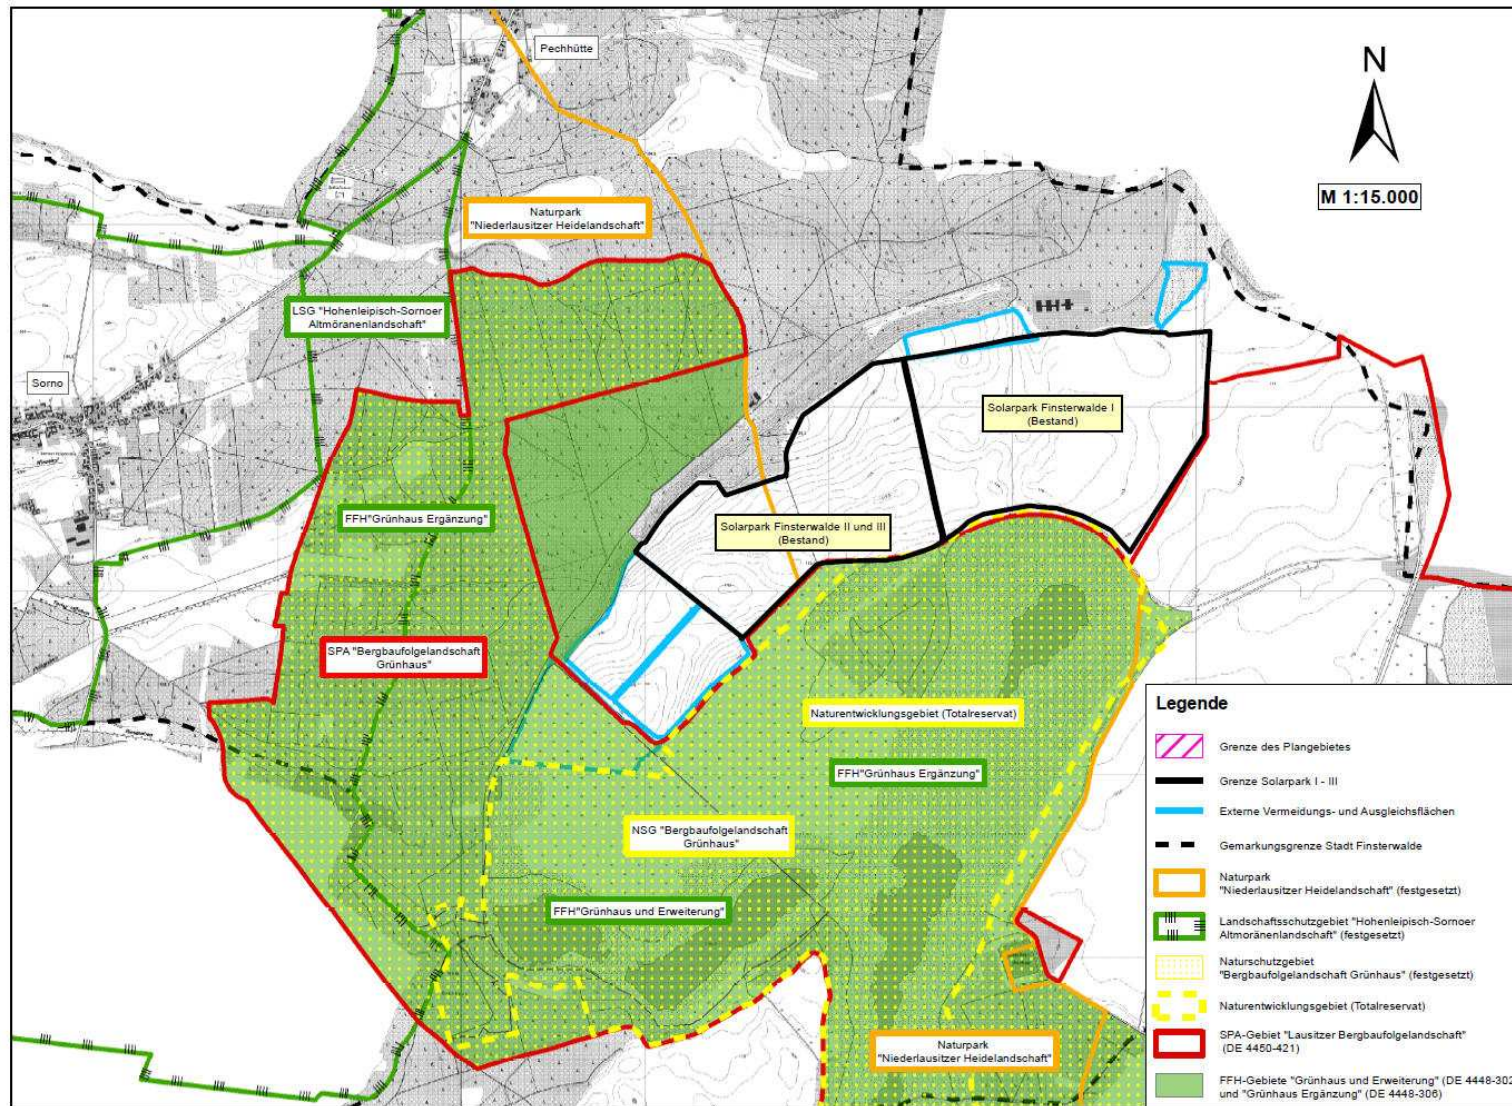 Pechhütte
N
M 1:15.000
Naturpark
"Niederlausitzer Heidelandschaft"
LSG "Hohenleipisch-Sornoer
Altmoränenlandschaft"
Sorno
Solarpark Finsterwalde I
(Bestand)
FFH"Grünhaus Ergänzung"
Solarpark Finsterwalde II und III
(Bestand)
SPA "Bergbaufolgelandschaft
Grünhaus"
Naturentwicklungsgebiet (Totalreservat)
FFH"Grünhaus Ergänzung"
NSG "Bergbaufolgelandschaft
Grünhaus"
FFH"Grünhaus und Erweiterung"
Naturpark
"Niederlausitzer Heidelandschaft"
Legende
Grenze des Plangebietes
Grenze Solarpark I - III
Externe Vermeidungs- und Ausgleichsflächen
Gemarkungsgrenze Stadt Finsterwalde
Naturpark
"Niederlausitzer Heidelandschaft" (festgesetzt)
Landschaftsschutzgebiet "Hohenleipisch-Sornoer
Altmoränenlandschaft" (festgesetzt)
Naturschutzgebiet
"Bergbaufolgelandschaft Grünhaus" (festgesetzt)
Naturentwicklungsgebiet (Totalreservat)
SPA-Gebiet "Lausitzer Bergbaufolgelandschaft"
(DE 4450-421)
FFH-Gebiete "Grünhaus und Erweiterung" (DE 4448-302
und "Grünhaus Ergänzung" (DE 4448-306)